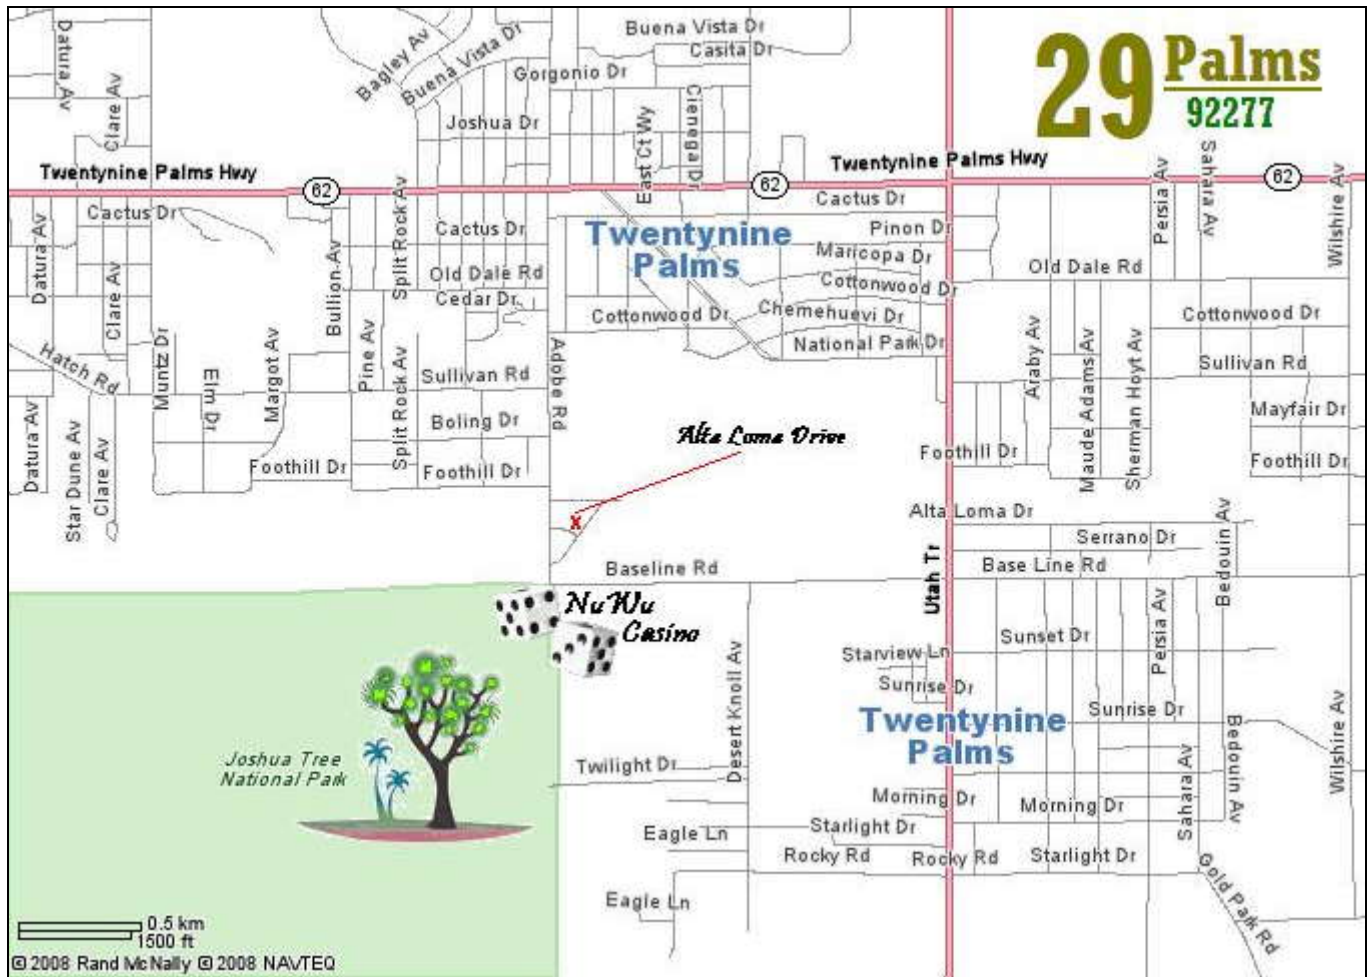 Datura Av
Clare Av
Bagley Av
Buena Vista Dr
Buena Vista Dr
Casita Dr
Gorgonio Dr
Joshua Dr
East Ct Wy
Cienega Dr
29 Palms
92277
Twentynine Palms Hwy
62
62
Twentynine Palms Hwy
62
Persia Av
Sahara Av
Wilshire Av
Datura Av
Cactus Dr
Clare Av
Bullion Av
Split Rock Av
Cactus Dr
Old Dale Rd
Cedar Dr
Twentynine
Palms
Cactus Dr
Pinon Dr
Maricopa Dr
Cottonwood Dr
Old Dale Rd
Cottonwood Dr
Chemehuevi Dr
National Park Dr
Cottonwood Dr
Hatch Rd
Muntz Dr
Elm Dr
Margot Av
Pine Av
Split Rock Av
Sullivan Rd
Adobe Rd
Araby Av
Maude Adams Av
Sherman Hoyt Av
Sullivan Rd
Mayfair Dr
Datura Av
Star Dune Av
Clare Av
Foothill Dr
Boling Dr
Foothill Dr
Alta Loma Drive
X
Foothill Dr
Foothill Dr
Alta Loma Dr
Serrano Dr
Bedouin Av
Baseline Rd
Utah Tr
Base Line Rd
NuWu
Casino
Desert Knoll Av
Starview Ln
Sunset Dr
Persia Av
Sunrise Dr
Sunrise Dr
Twentynine
Palms
Bedouin Av
Wilshire Av
Joshua Tree
National Park
Twilight Dr
Morning Dr
Morning Dr
Sahara Av
Eagle Ln
Starlight Dr
Rocky Rd
Rocky Rd
Starlight Dr
Gold Park Rd
Eagle Ln
0.5 km
1500 ft
© 2008 Rand McNally © 2008 NAVTEQ